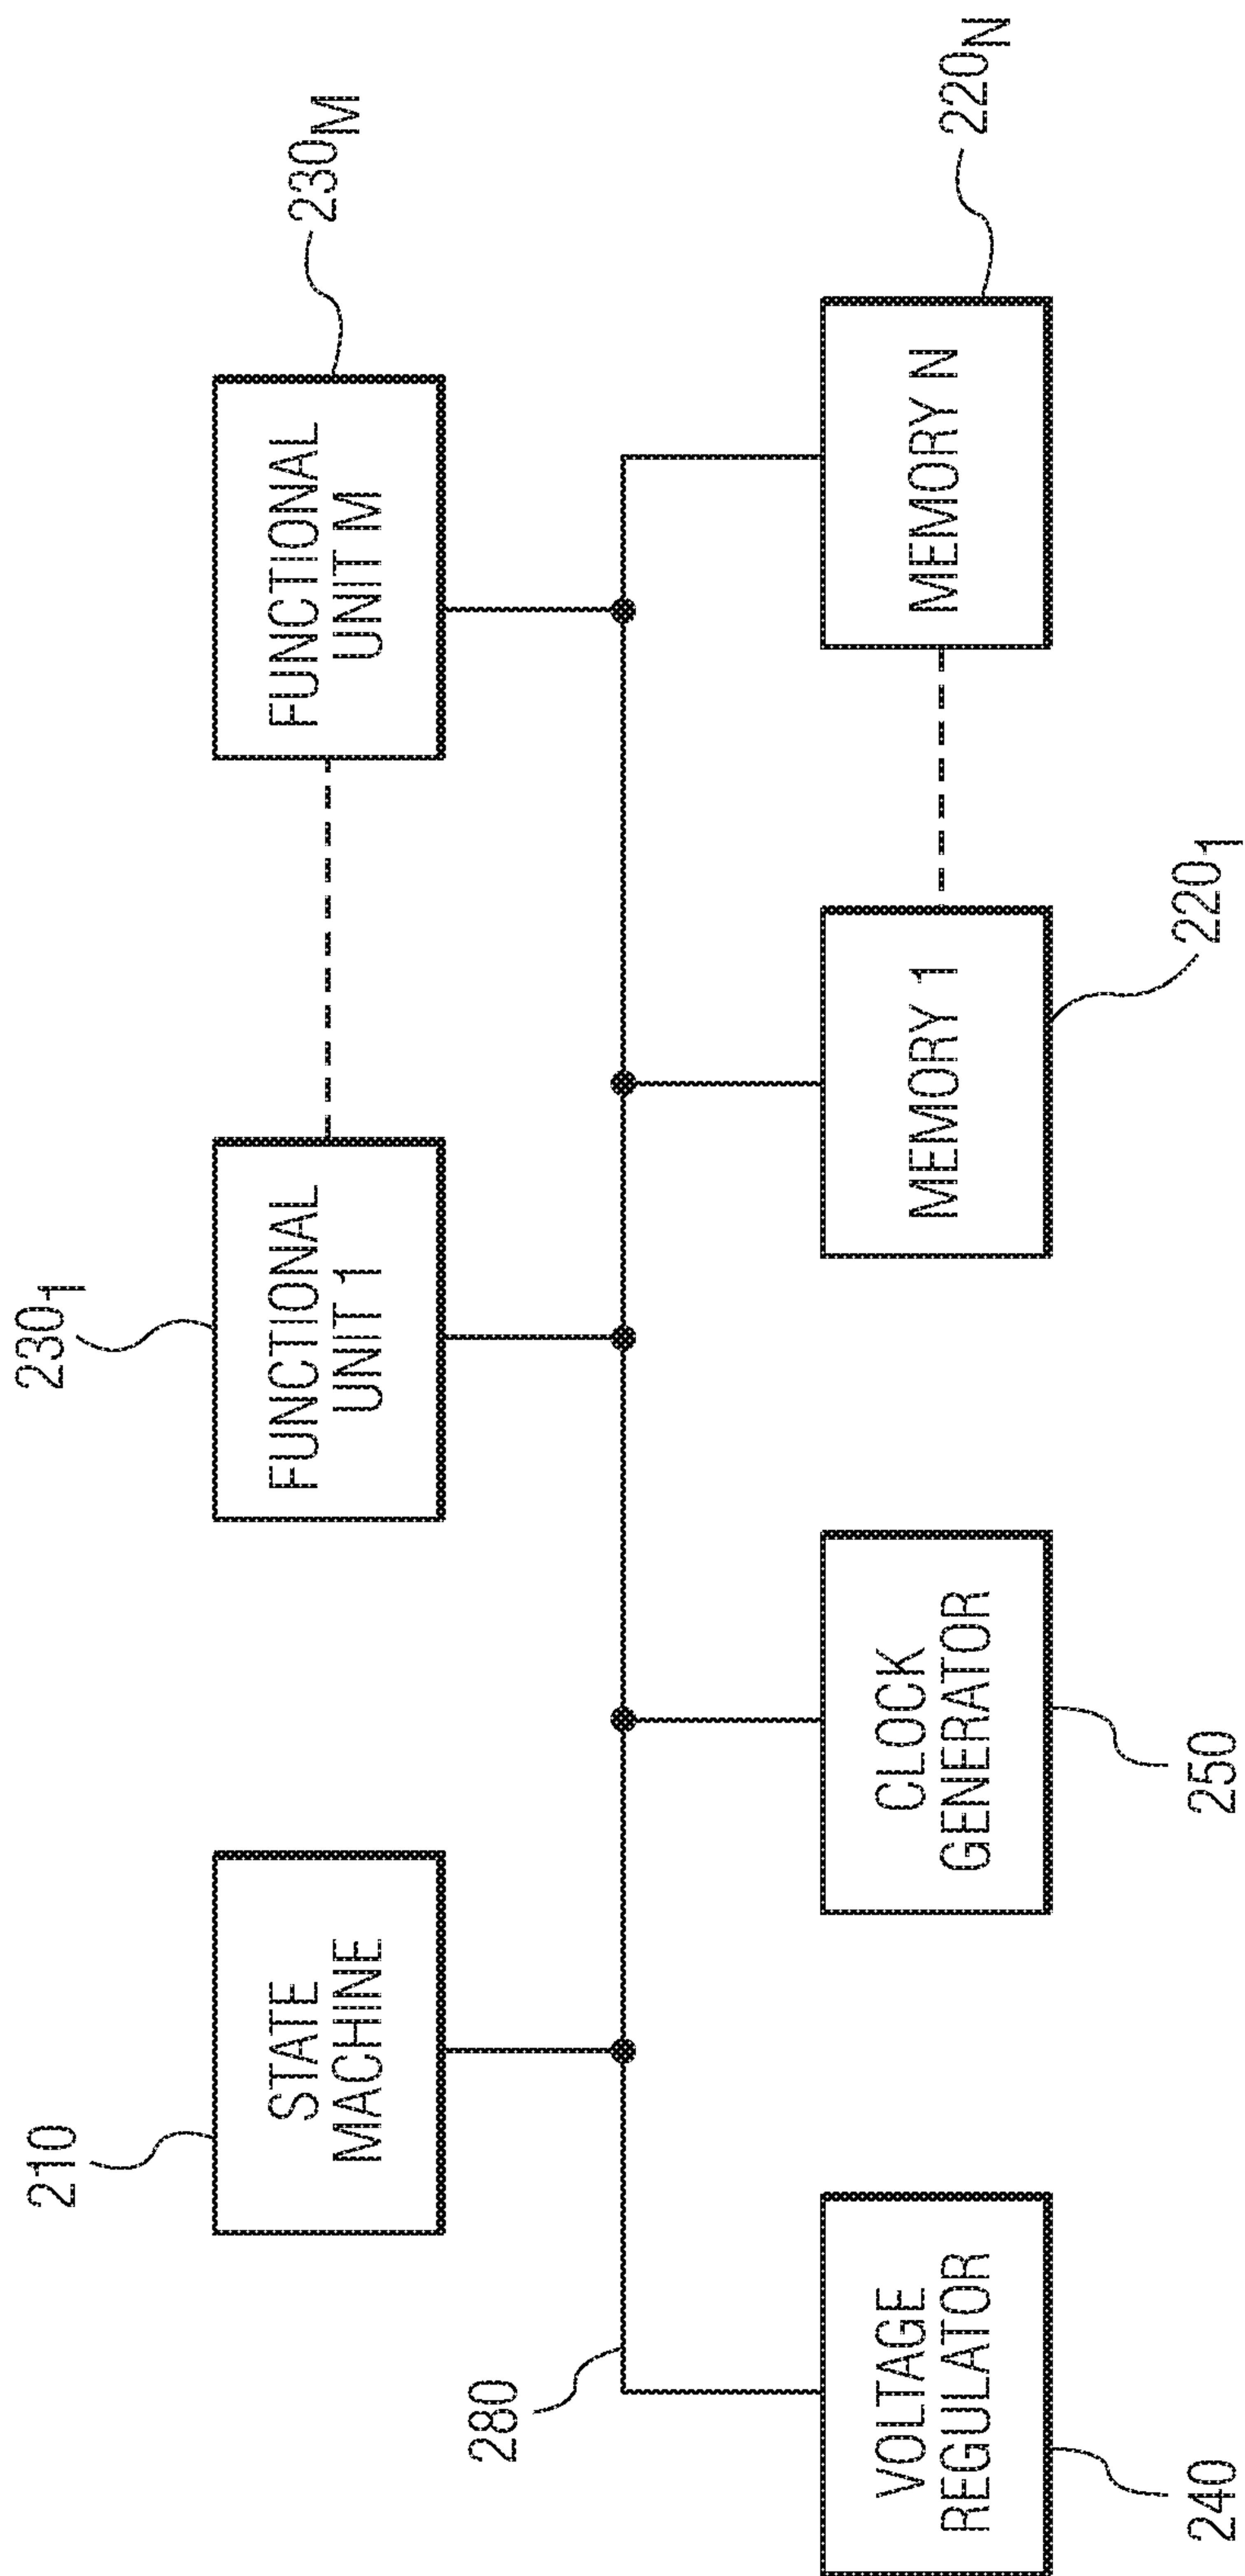 210
STATE
MACHINE
230₁
FUNCTIONAL
UNIT 1
FUNCTIONAL
UNIT M
230M
280
VOLTAGE
REGULATOR
240
CLOCK
GENERATOR
250
MEMORY 1
220₁
MEMORY N
220N